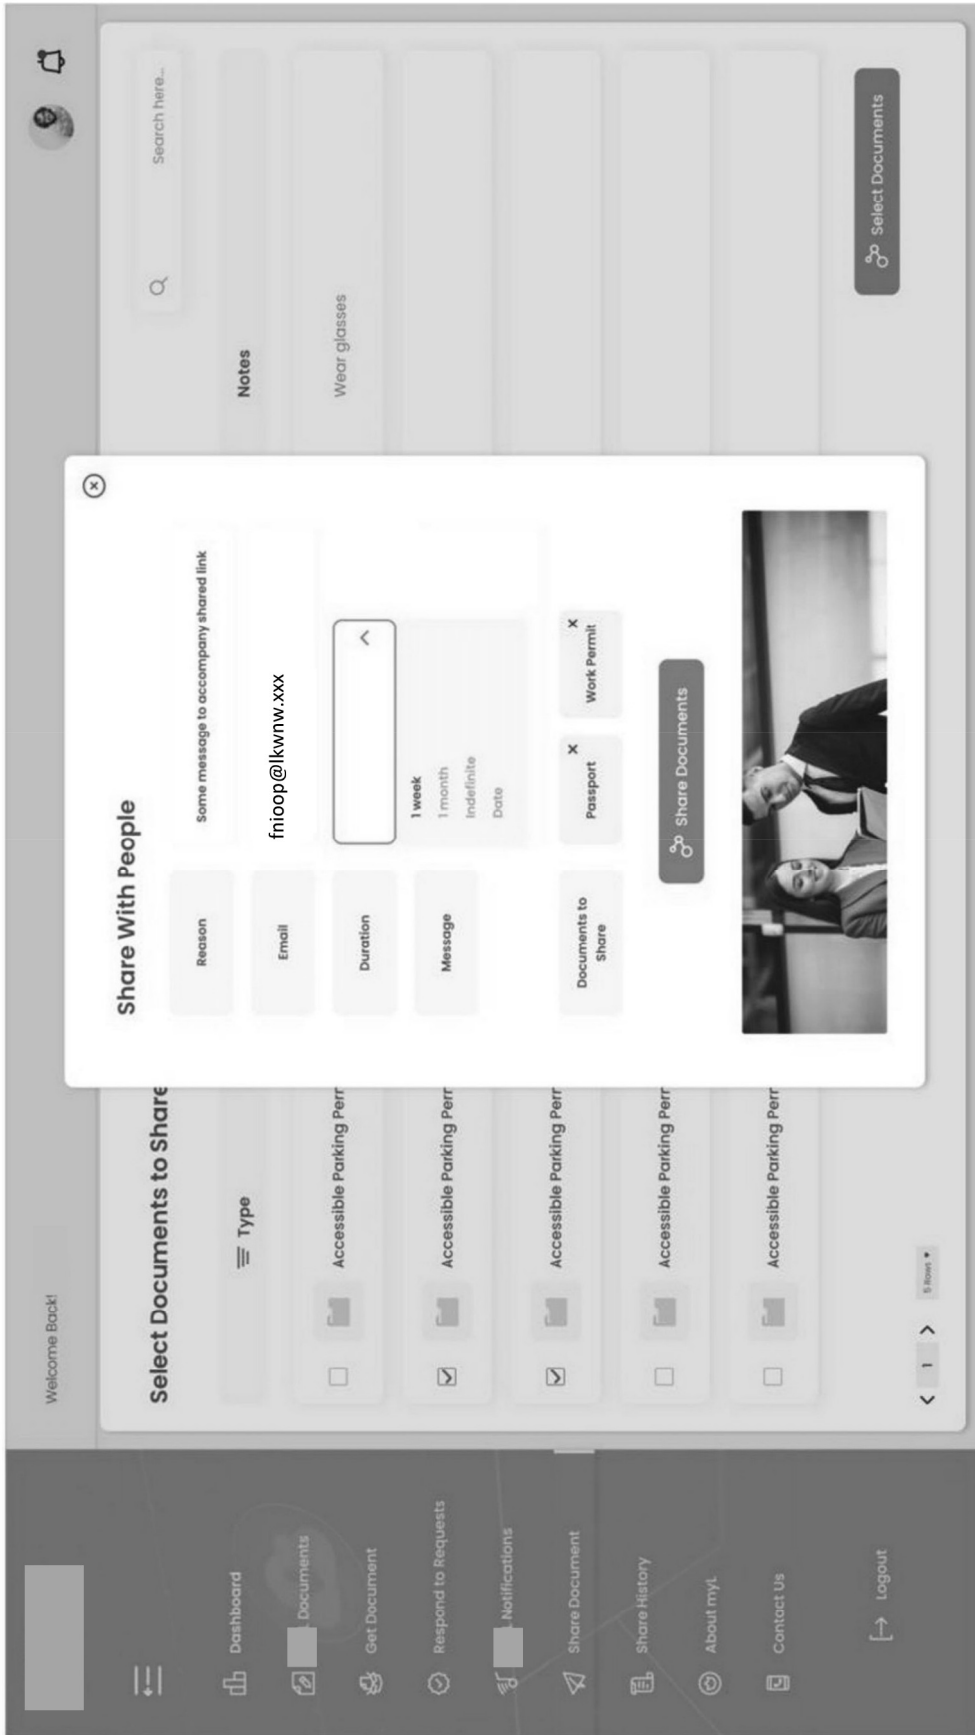 Dashboard
Documents
Get Document
Respond to Requests
Notifications
Share Document
Share History
About myL
Contact Us
Logout
Welcome Back!
Select Documents to Share
Search here...
Type
Notes
Accessible Parking Perr
Wear glasses
Accessible Parking Perr
Accessible Parking Perr
Accessible Parking Perr
Accessible Parking Perr
1
5 Rows
Select Documents
Share With People
Reason
Some message to accompany shared link
Email
fnioop@lkwnw.xxx
Duration
1 week
1 month
Indefinite
Date
Message
Documents to
Share
Passport x
Work Permit x
Share Documents